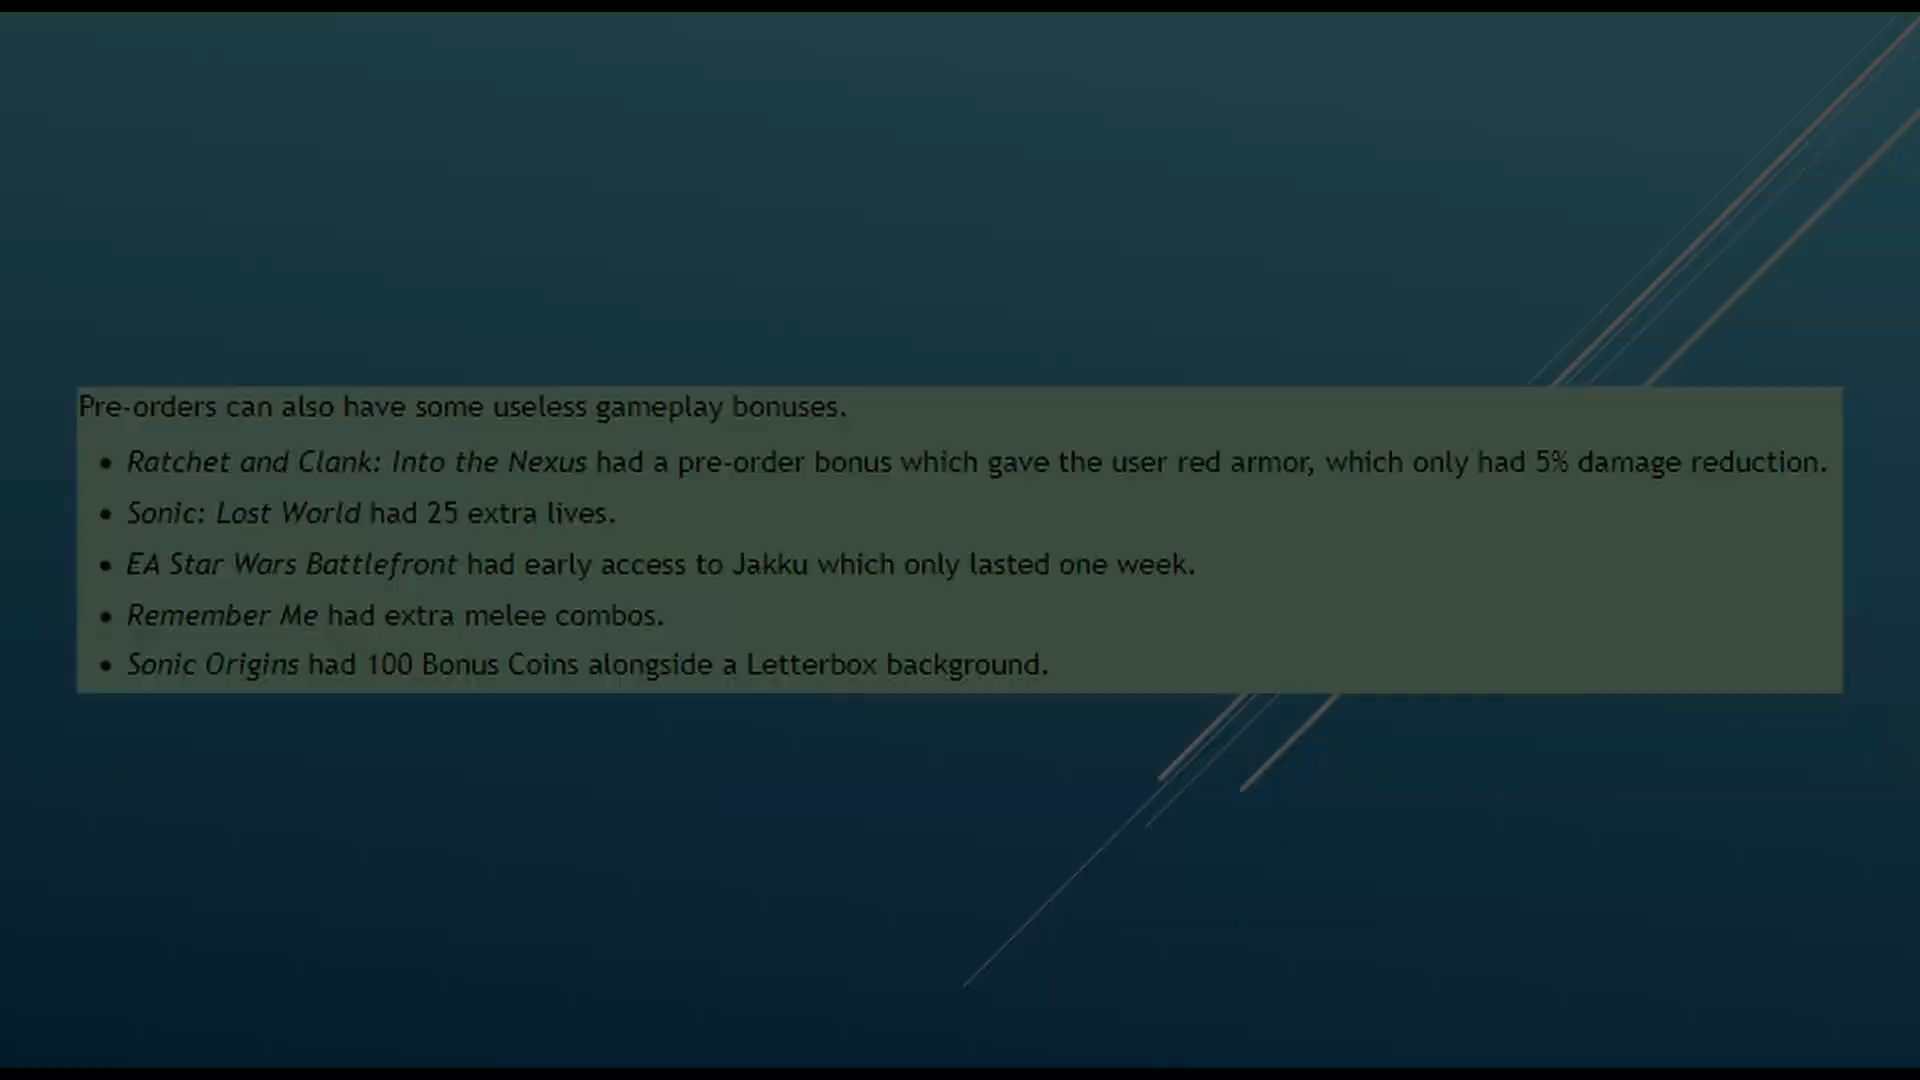 Pre-orders can also have some useless gameplay bonuses.
• Ratchet and Clank: Into the Nexus had a pre-order bonus which gave the user red armor, which only had 5% damage reduction.
• Sonic: Lost World had 25 extra lives.
• EA Star Wars Battlefront had early access to Jakku which only lasted one week.
• Remember Me had extra melee combos.
• Sonic Origins had 100 Bonus Coins alongside a Letterbox background.